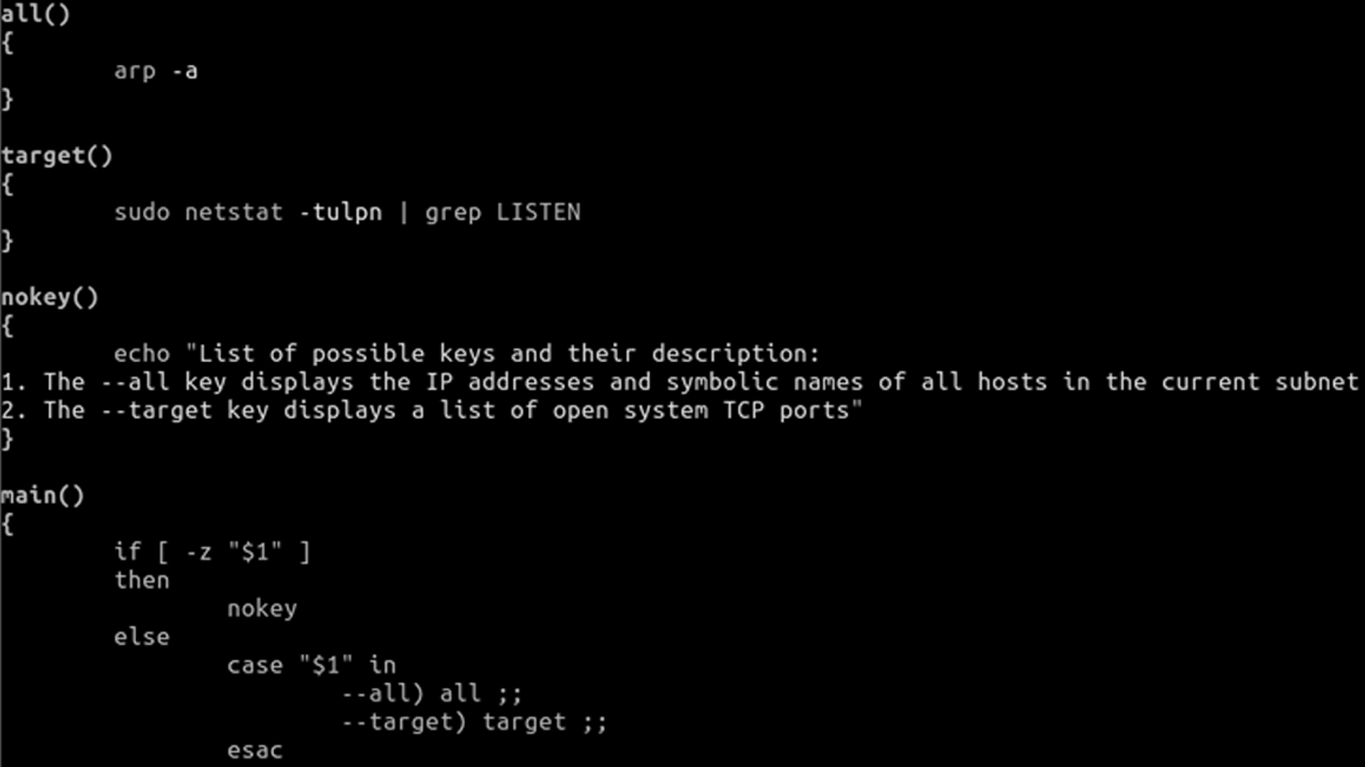 all()
{
        arp -a
}

target()
{
        sudo netstat -tulpn | grep LISTEN
}

nokey()
{
        echo "List of possible keys and their description:
1. The --all key displays the IP addresses and symbolic names of all hosts in the current subnet
2. The --target key displays a list of open system TCP ports"
}

main()
{
        if [ -z "$1" ]
        then
                nokey
        else
                case "$1" in
                        --all) all ;;
                        --target) target ;;
                esac